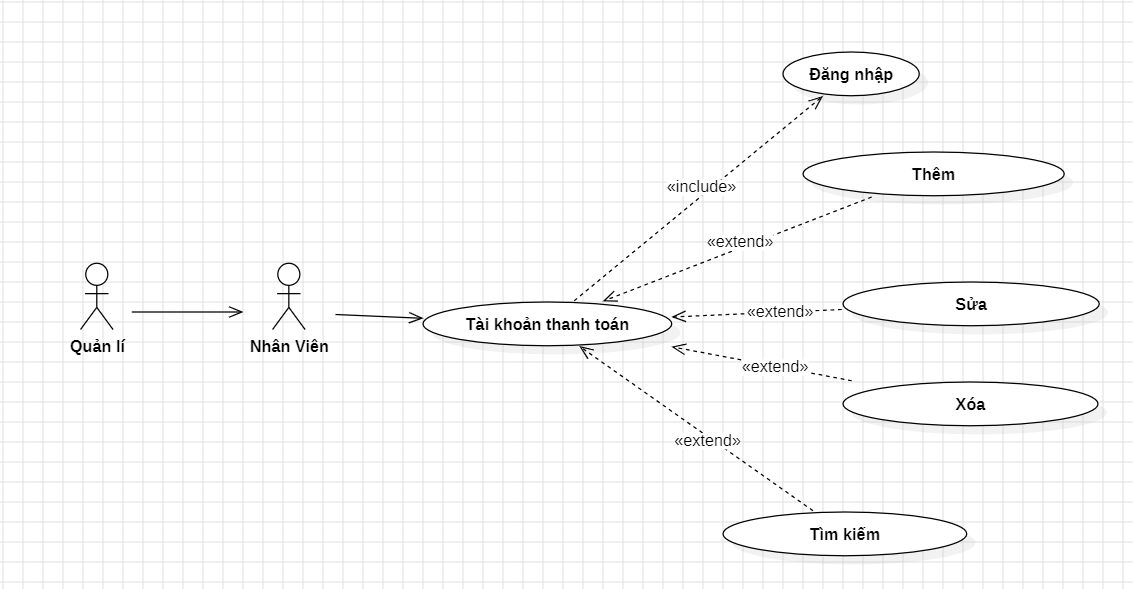 Đăng nhập
«include»
Thêm
«extend»
Sửa
«extend»
Tài khoản thanh toán
Quản lí
Nhân Viên
«extend»
Xóa
«extend»
Tìm kiếm